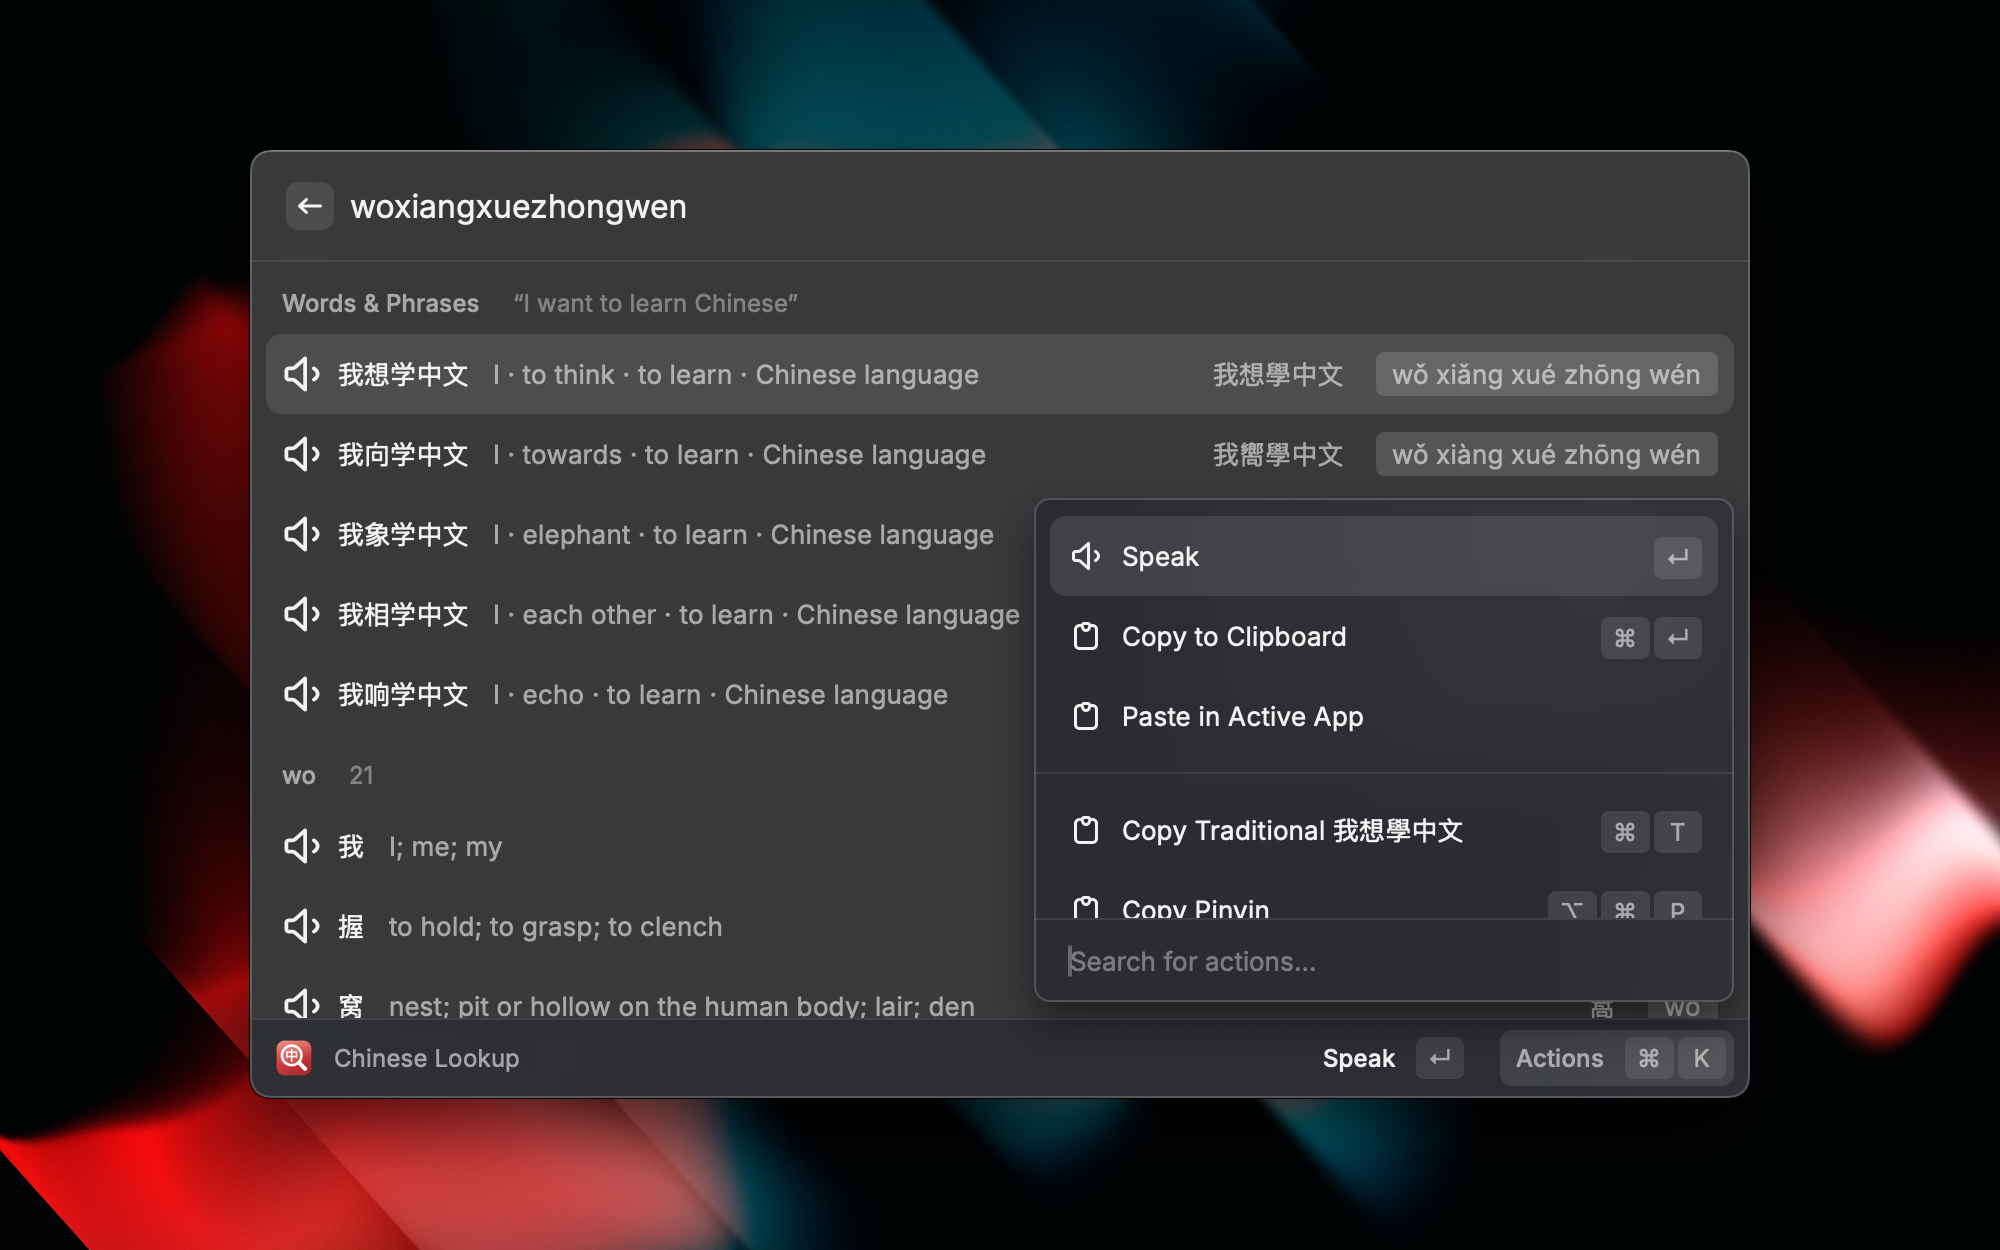 woxiangxuezhongwen
Words & Phrases “I want to learn Chinese”
我想学中文 I · to think · to learn · Chinese language 我想學中文 wǒ xiǎng xué zhōng wén
我向学中文 I · towards · to learn · Chinese language 我嚮學中文 wǒ xiàng xué zhōng wén
我象学中文 I · elephant · to learn · Chinese language
我相学中文 I · each other · to learn · Chinese language
我响学中文 I · echo · to learn · Chinese language
wo 21
我 I; me; my
握 to hold; to grasp; to clench
窝 nest; pit or hollow on the human body; lair; den wo
Speak ↵
Copy to Clipboard ⌘ ↵
Paste in Active App
Copy Traditional 我想學中文 ⌘ T
Copy Pinyin ⌥ ⌘ P
Search for actions...
Chinese Lookup Speak ↵ Actions ⌘ K